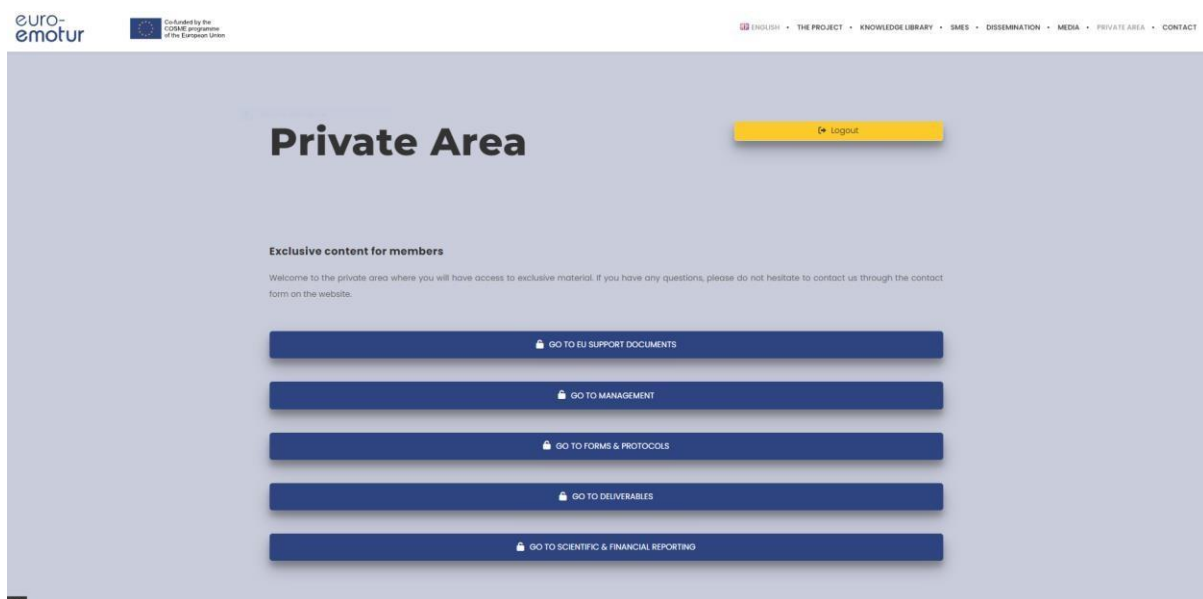 euro-
emotur
Co-funded by the
COSME programme
of the European Union
ENGLISH • THE PROJECT • KNOWLEDGE LIBRARY • SMES • DISSEMINATION • MEDIA • PRIVATE AREA • CONTACT
Private Area
Logout
Exclusive content for members
Welcome to the private area where you will have access to exclusive material. If you have any questions, please do not hesitate to contact us through the contact
form on the website.
GO TO EU SUPPORT DOCUMENTS
GO TO MANAGEMENT
GO TO FORMS & PROTOCOLS
GO TO DELIVERABLES
GO TO SCIENTIFIC & FINANCIAL REPORTING